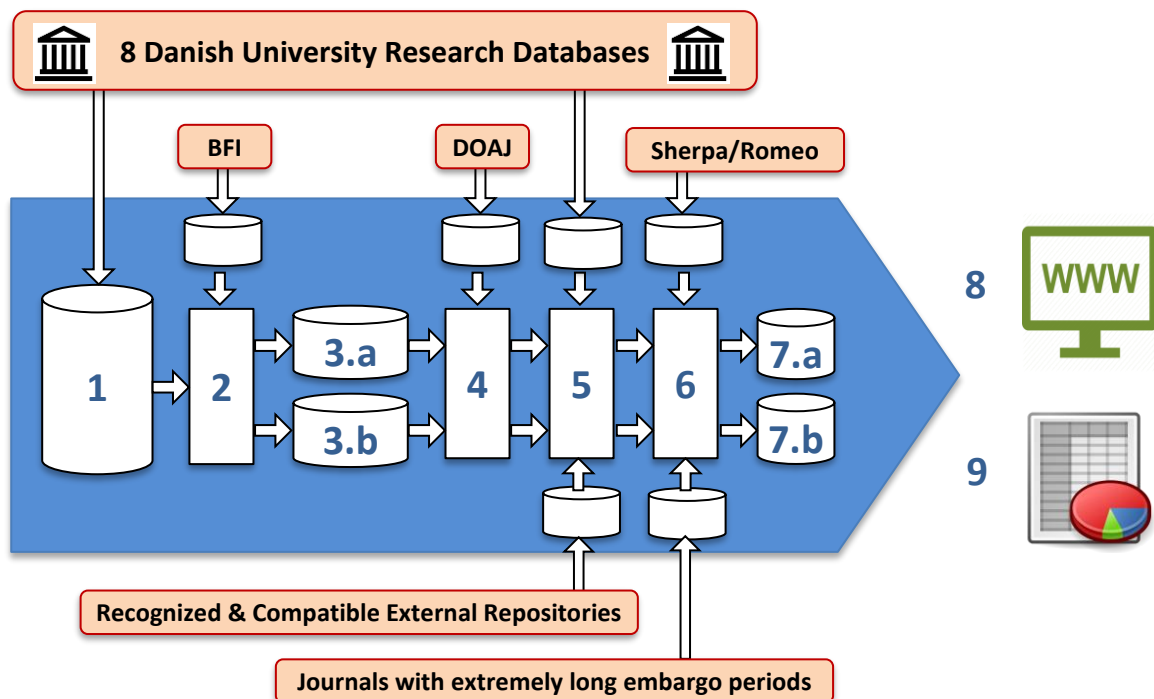 8 Danish University Research Databases
BFI
DOAJ
Sherpa/Romeo
1
2
3.a
3.b
4
5
6
7.a
7.b
8
WWW
9
Recognized & Compatible External Repositories
Journals with extremely long embargo periods